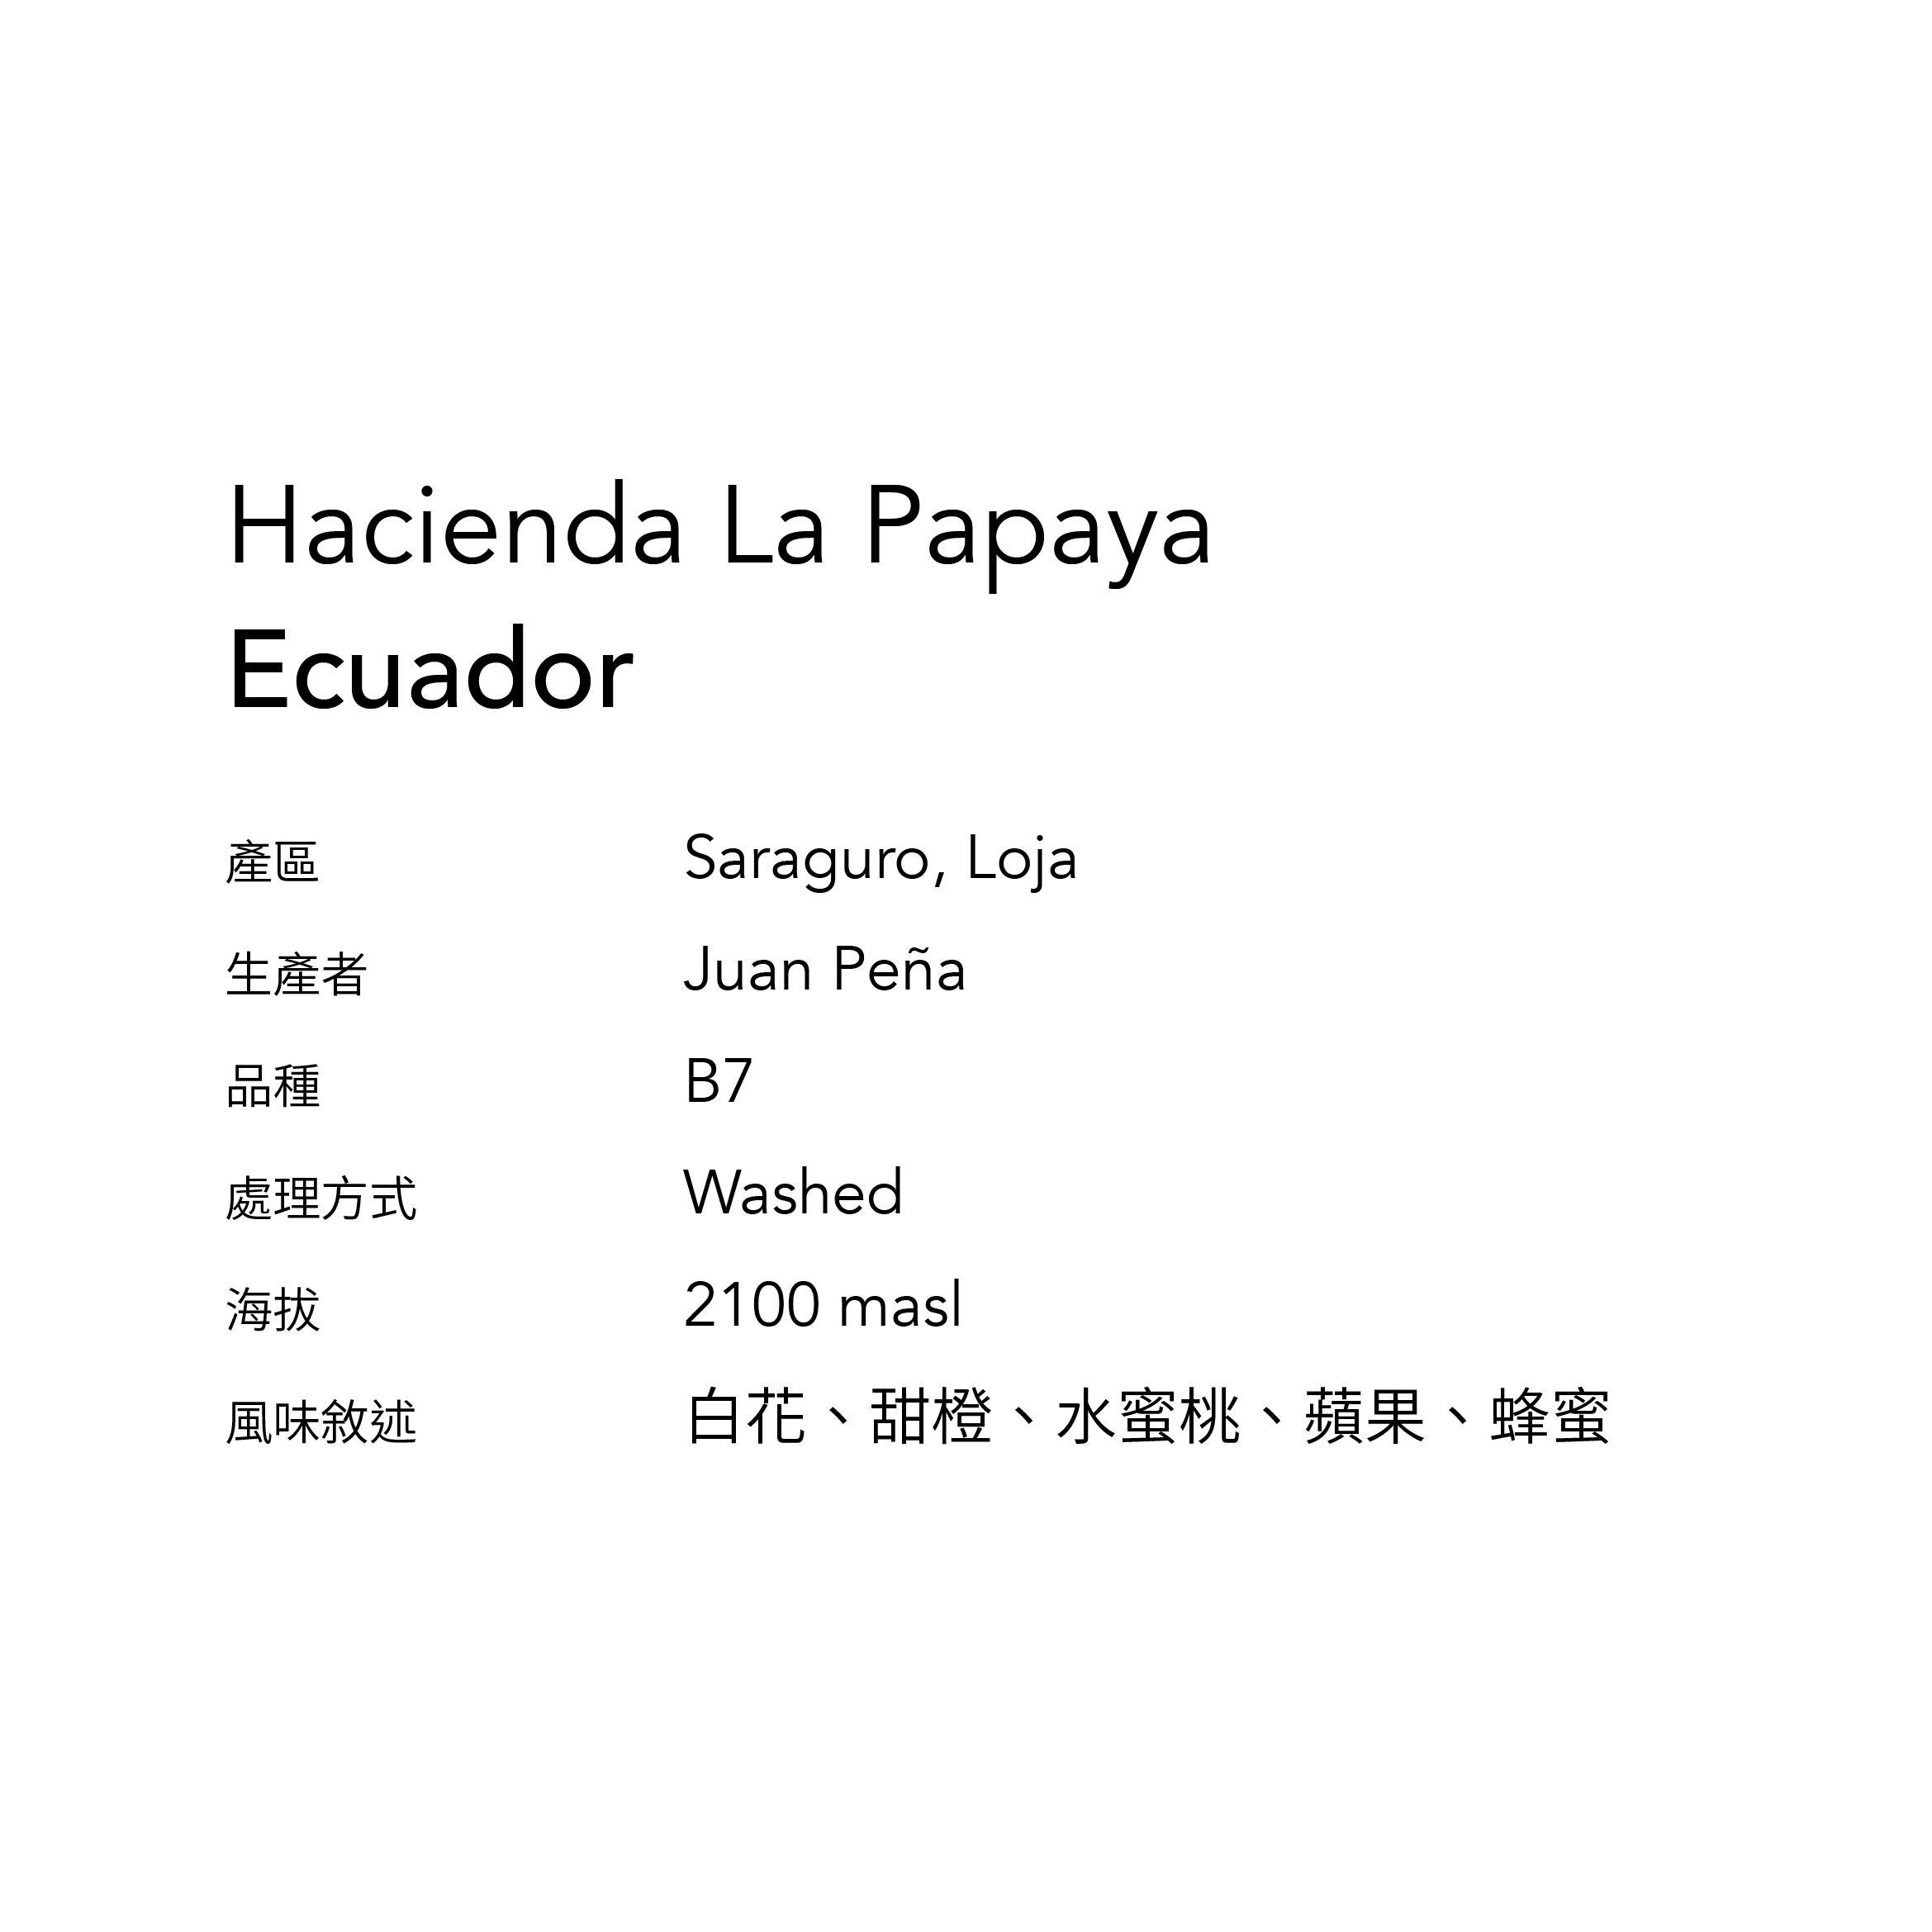 Hacienda La Papaya
Ecuador
產區 Saraguro, Loja
生產者 Juan Peña
品種 B7
處理方式 Washed
海拔 2100 masl
風味敘述 白花、甜橙、水蜜桃、蘋果、蜂蜜